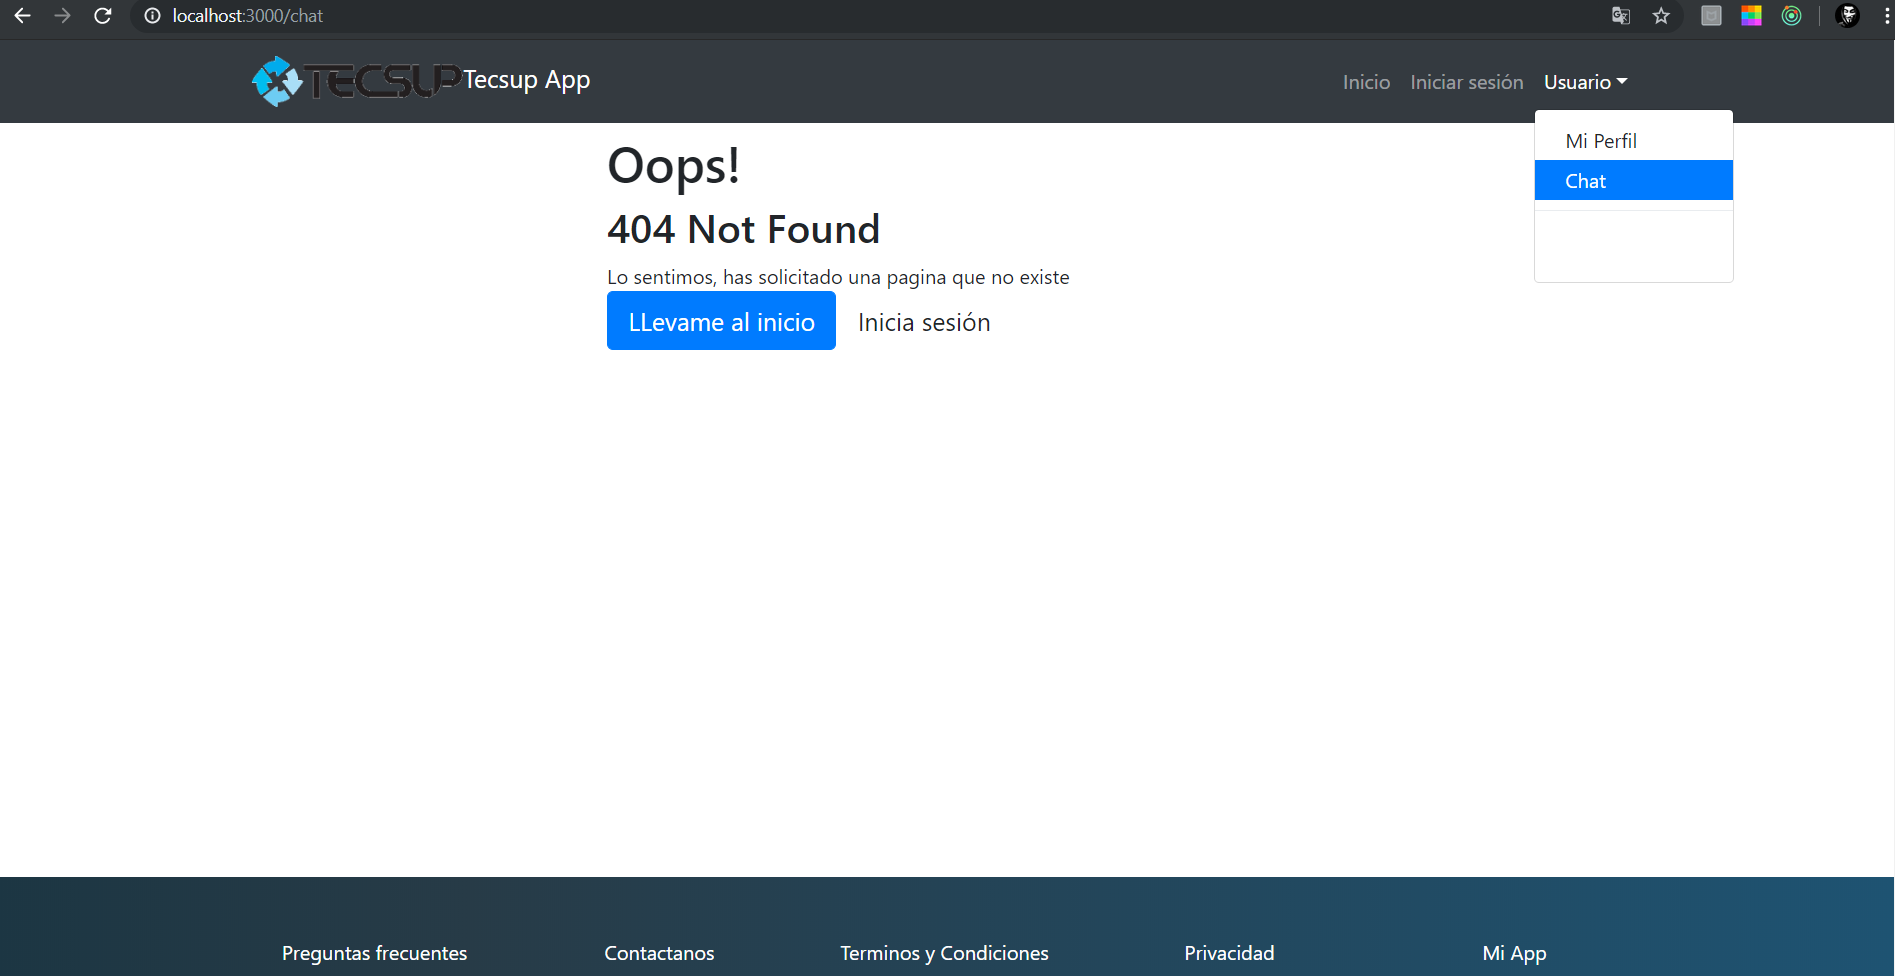 localhost:3000/chat
TECSUP Tecsup App
Inicio
Iniciar sesión
Usuario
Mi Perfil
Chat
Oops!
404 Not Found
Lo sentimos, has solicitado una pagina que no existe
LLevame al inicio
Inicia sesión
Preguntas frecuentes
Contactanos
Terminos y Condiciones
Privacidad
Mi App